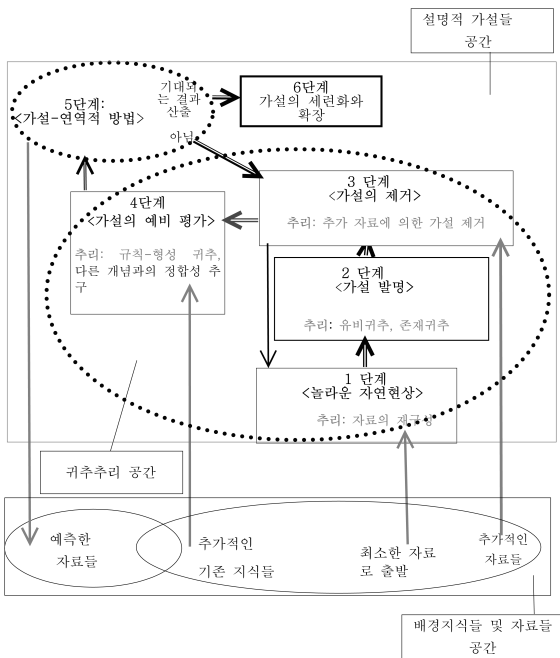 설명적 가설들
공간
5단계:
<가설-연역적 방법>
기대되
는 결과
산출
아님
6단계
가설의 세련화와
확장
3 단계
<가설의 제거>
추리: 추가 자료에 의한 가설 제거
4단계
<가설의 예비 평가>
추리: 규칙-형성 귀추,
다른 개념과의 정합성 추
구
2 단계
<가설 발명>
추리: 유비귀추, 존재귀추
1 단계
<놀라운 자연현상>
추리: 자료의 재구성
귀추추리 공간
예측한
자료들
추가적인
기존 지식들
최소한 자료
로 출발
추가적인
자료들
배경지식들 및 자료들
공간